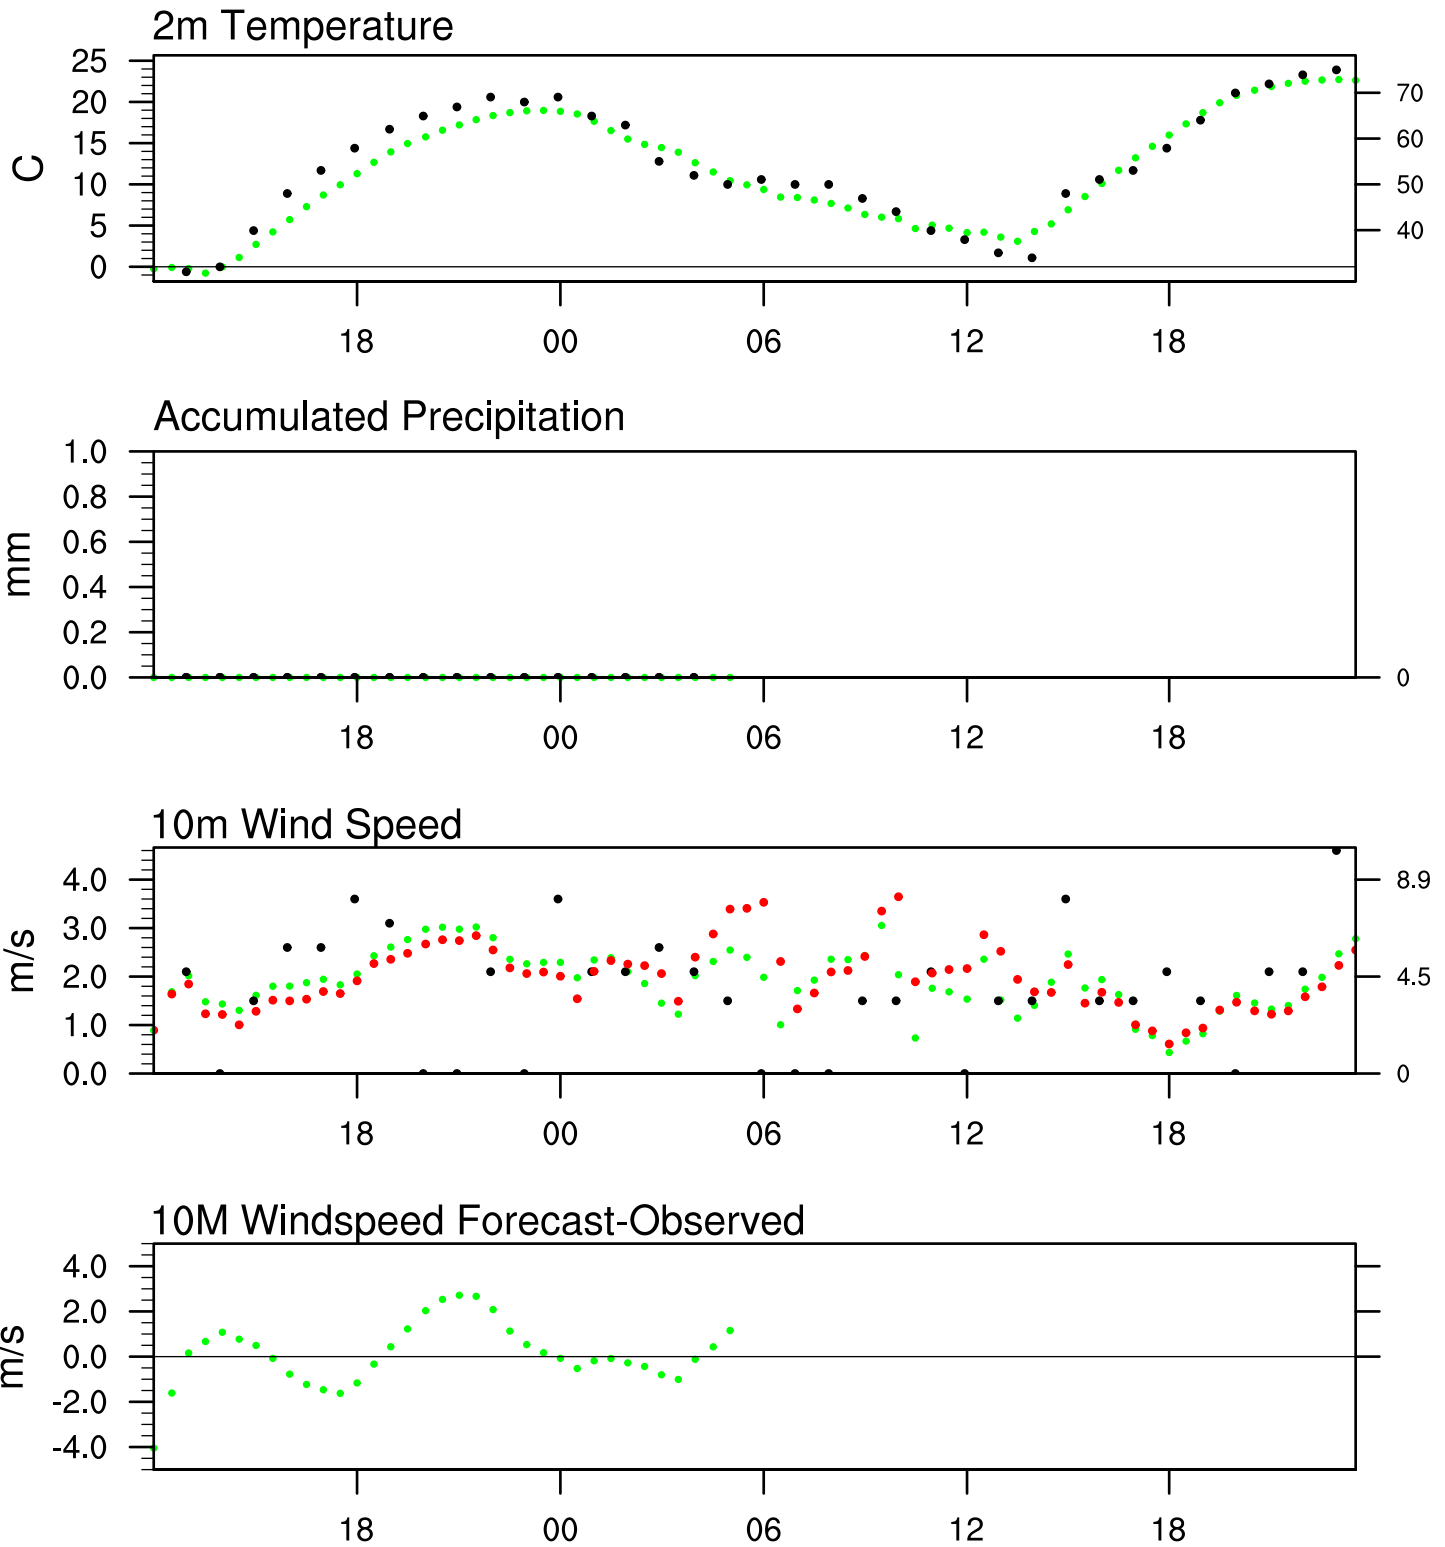 2m Temperature
25
20
15
10
5
0
C
70
60
50
40
18 00 06 12 18
Accumulated Precipitation
1.0
0.8
0.6
0.4
0.2
0.0
mm
0
18 00 06 12 18
10m Wind Speed
4.0
3.0
2.0
1.0
0.0
m/s
8.9
4.5
0
18 00 06 12 18
10M Windspeed Forecast-Observed
4.0
2.0
0.0
-2.0
-4.0
m/s
18 00 06 12 18